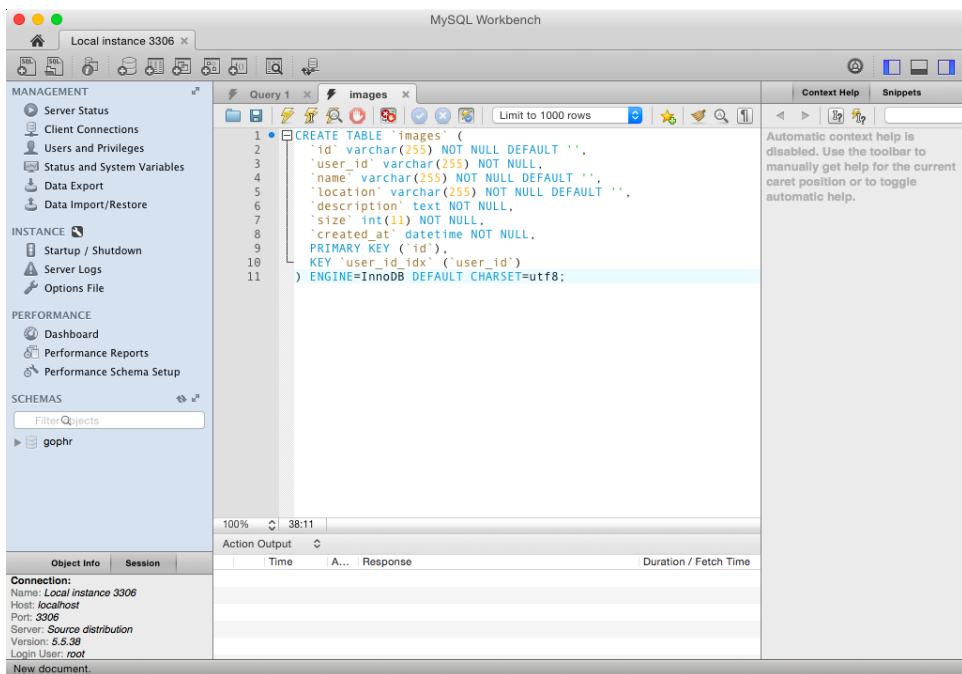 MySQL Workbench
Local instance 3306 ×
MANAGEMENT
Server Status
Client Connections
Users and Privileges
Status and System Variables
Data Export
Data Import/Restore
INSTANCE
Startup / Shutdown
Server Logs
Options File
PERFORMANCE
Dashboard
Performance Reports
Performance Schema Setup
SCHEMAS
Filter Objects
gophr
Object Info Session
Connection:
Name: Local instance 3306
Host: localhost
Port: 3306
Server: Source distribution
Version: 5.5.38
Login User: root
New document.
Query 1 × images ×
Limit to 1000 rows
1 CREATE TABLE `images` (
2 `id` varchar(255) NOT NULL DEFAULT '',
3 `user_id` varchar(255) NOT NULL,
4 `name` varchar(255) NOT NULL DEFAULT '',
5 `location` varchar(255) NOT NULL DEFAULT '',
6 `description` text NOT NULL,
7 `size` int(11) NOT NULL,
8 `created_at` datetime NOT NULL,
9 PRIMARY KEY (`id`),
10 KEY `user_id_idx` (`user_id`)
11 ) ENGINE=InnoDB DEFAULT CHARSET=utf8;
100% 38:11
Action Output
Time A... Response Duration / Fetch Time
Context Help Snippets
Automatic context help is
disabled. Use the toolbar to
manually get help for the current
caret position or to toggle
automatic help.